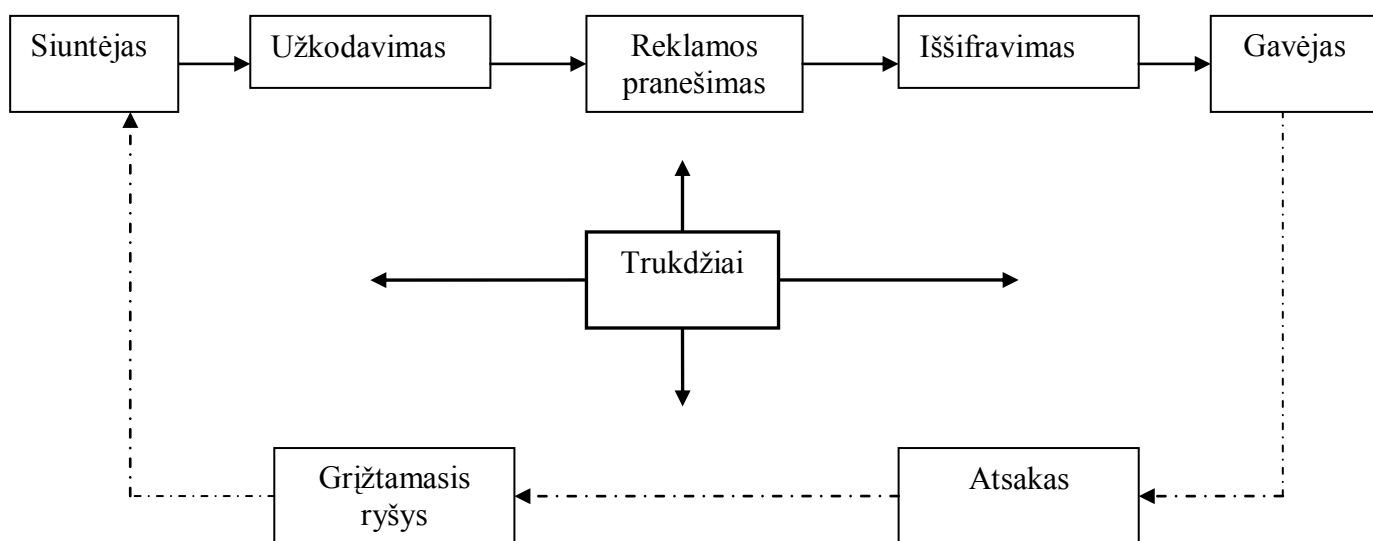 Siuntėjas
Užkodavimas
Reklamos
pranešimas
Iššifravimas
Gavėjas
Trukdžiai
Grįžtamasis
ryšys
Atsakas